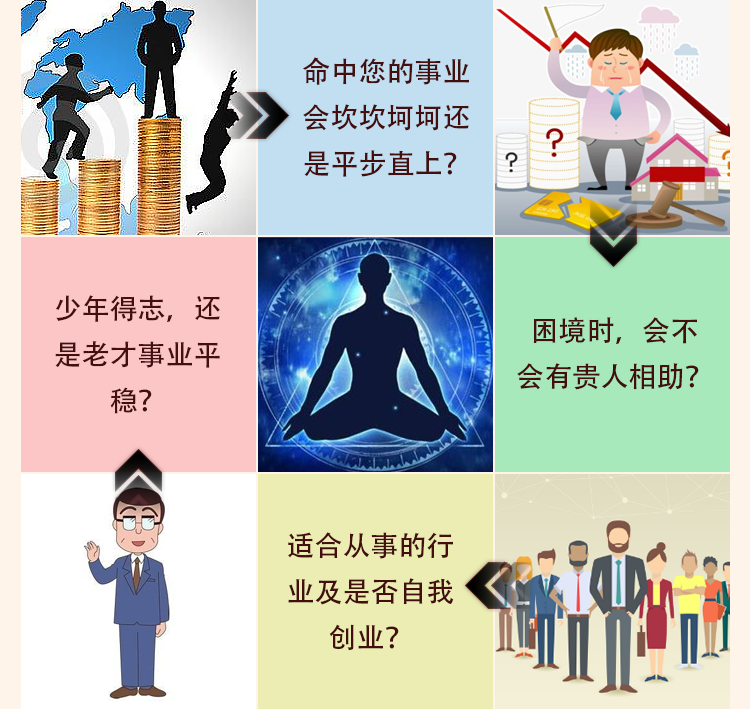 命中您的事业
会坎坎坷坷还
是平步直上?
?
?
?
少年得志，还
是老才事业平
稳?
困境时，会不
会有贵人相助?
适合从事的行
业及是否自我
创业?